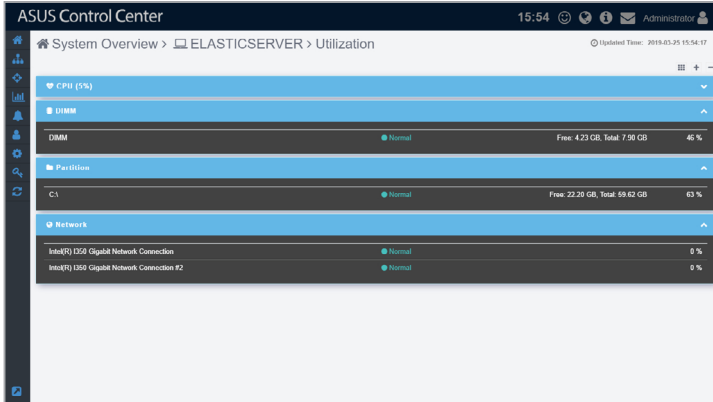 ASUS Control Center
15:54
Administrator
System Overview > ELASTICSERVER > Utilization
Updated Time: 2019-03-25 15:54:17
CPU (5%)
DIMM
DIMM Normal Free: 4.23 GB, Total: 7.90 GB 46 %
Partition
C:\ Normal Free: 22.20 GB, Total: 59.62 GB 63 %
Network
Intel(R) I350 Gigabit Network Connection Normal 0 %
Intel(R) I350 Gigabit Network Connection #2 Normal 0 %